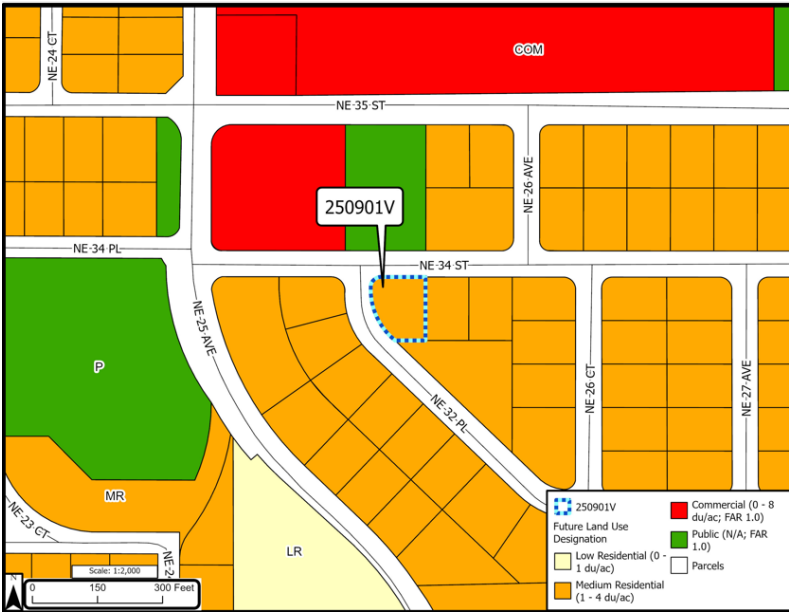 NE 24 CT
COM
NE 35 ST
NE 26 AVE
250901V
NE 34 PL
NE 34 ST
NE 25 AVE
P
NE 32 PL
NE 26 CT
NE 27 AVE
MR
NE 23 CT
LR
NE 2
Scale: 1:2,000
N
0 150 300 Feet
250901V
Future Land Use
Designation
Low Residential (0 -
1 du/ac)
Medium Residential
(1 - 4 du/ac)
Commercial (0 - 8
du/ac; FAR 1.0)
Public (N/A; FAR
1.0)
Parcels